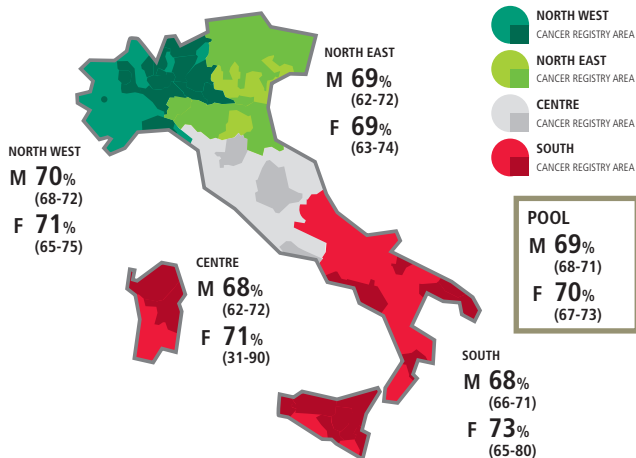 NORTH WEST
CANCER REGISTRY AREA
NORTH EAST
CANCER REGISTRY AREA
CENTRE
CANCER REGISTRY AREA
SOUTH
CANCER REGISTRY AREA
NORTH EAST
M 69%
(62-72)
F 69%
(63-74)
NORTH WEST
M 70%
(68-72)
F 71%
(65-75)
POOL
M 69%
(68-71)
F 70%
(67-73)
CENTRE
M 68%
(62-72)
F 71%
(31-90)
SOUTH
M 68%
(66-71)
F 73%
(65-80)